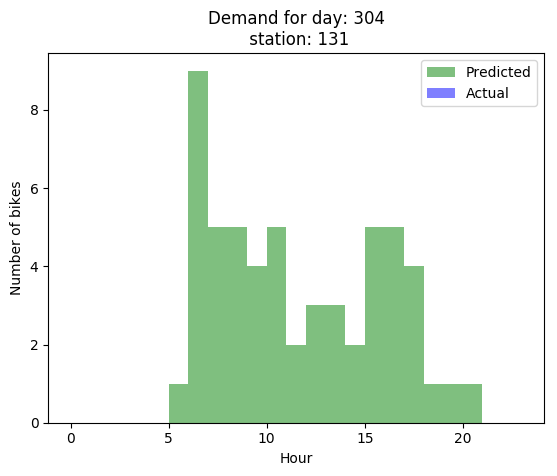 Demand for day: 304
station: 131
Predicted
Actual
Number of bikes
8
6
4
2
0
0
5
10
15
20
Hour